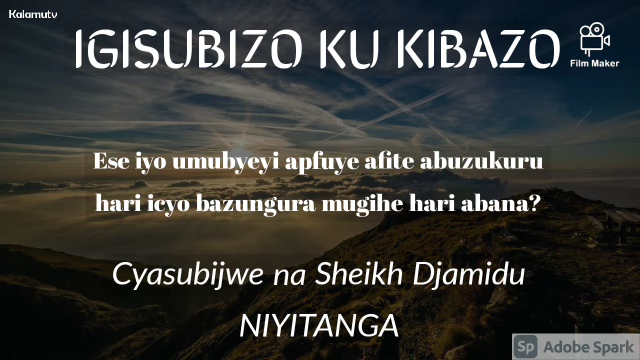 Kalamutv
IGISUBIZO KU KIBAZO
Film Maker
Ese iyo umubyeyi apfuye afite abuzukuru
hari icyo bazungura mugihe hari abana?
Cyasubijwe na Sheikh Djamidu
NIYITANGA
Sp Adobe Spark